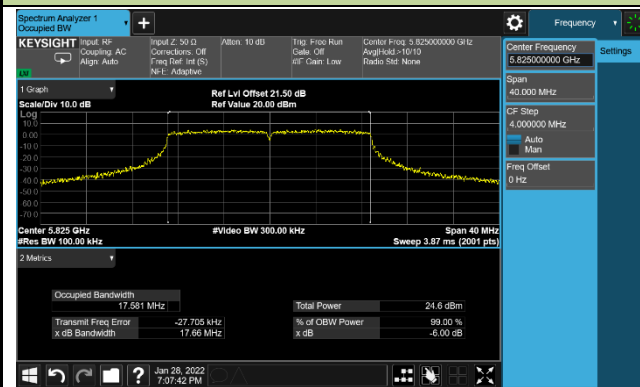 Spectrum Analyzer 1
Occupied BW
+
Frequency
KEYSIGHT
Input: RF
Coupling: AC
Align: Auto
Input Z: 50 Ω
Corrections: Off
Freq Ref: Int (S)
NFE: Adaptive
Atten: 10 dB
Trig: Free Run
Gate: Off
#IF Gain: Low
Center Freq: 5.825000000 GHz
Avg|Hold:>10/10
Radio Std: None
Center Frequency
5.825000000 GHz
Settings
Span
40.000 MHz
CF Step
4.000000 MHz
Auto
Man
Freq Offset
0 Hz
1 Graph
Scale/Div 10.0 dB
Ref Lvl Offset 21.50 dB
Ref Value 20.00 dBm
Log
10.0
0.00
-10.0
-20.0
-30.0
-40.0
-50.0
-60.0
-70.0
Center 5.825 GHz
#Res BW 100.00 kHz
#Video BW 300.00 kHz
Span 40 MHz
Sweep 3.87 ms (2001 pts)
2 Metrics
Occupied Bandwidth
17.581 MHz
Transmit Freq Error
-27.705 kHz
x dB Bandwidth
17.66 MHz
Total Power
24.6 dBm
% of OBW Power
99.00 %
x dB
-6.00 dB
?
Jan 28, 2022
7:07:42 PM